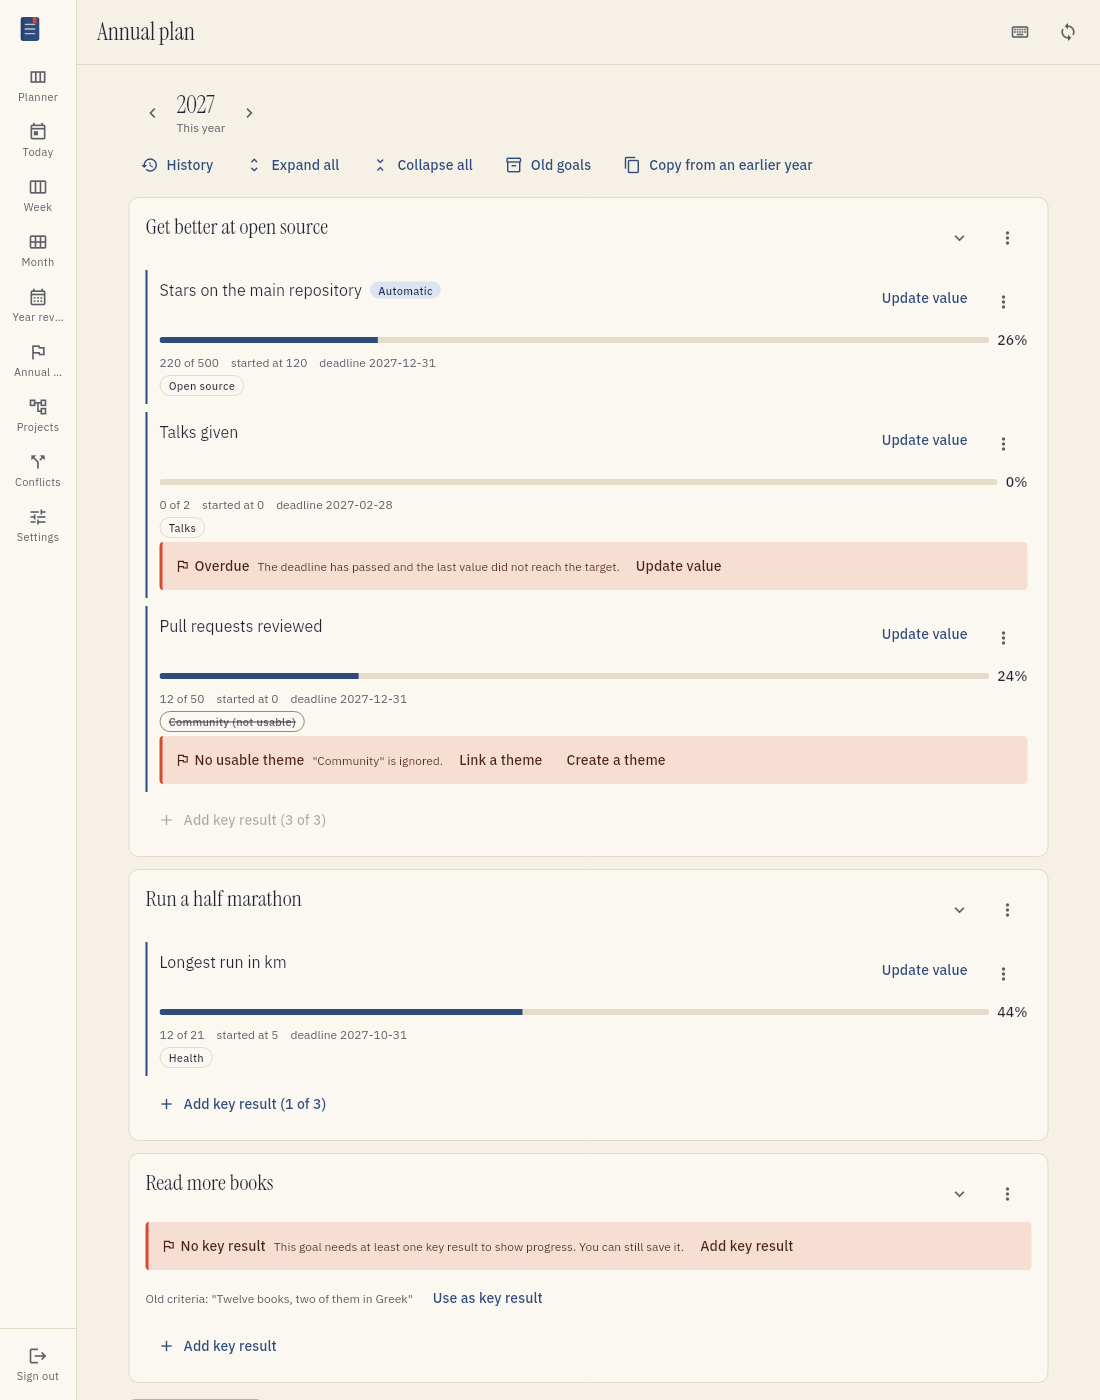 Annual plan
Planner
Today
Week
Month
Year rev...
Annual ...
Projects
Conflicts
Settings
Sign out
2027
This year
History Expand all Collapse all Old goals Copy from an earlier year
Get better at open source
Stars on the main repository Automatic Update value
26%
220 of 500 started at 120 deadline 2027-12-31
Open source
Talks given Update value
0%
0 of 2 started at 0 deadline 2027-02-28
Talks
Overdue The deadline has passed and the last value did not reach the target. Update value
Pull requests reviewed Update value
24%
12 of 50 started at 0 deadline 2027-12-31
Community (not usable)
No usable theme "Community" is ignored. Link a theme Create a theme
Add key result (3 of 3)
Run a half marathon
Longest run in km Update value
44%
12 of 21 started at 5 deadline 2027-10-31
Health
Add key result (1 of 3)
Read more books
No key result This goal needs at least one key result to show progress. You can still save it. Add key result
Old criteria: "Twelve books, two of them in Greek" Use as key result
Add key result